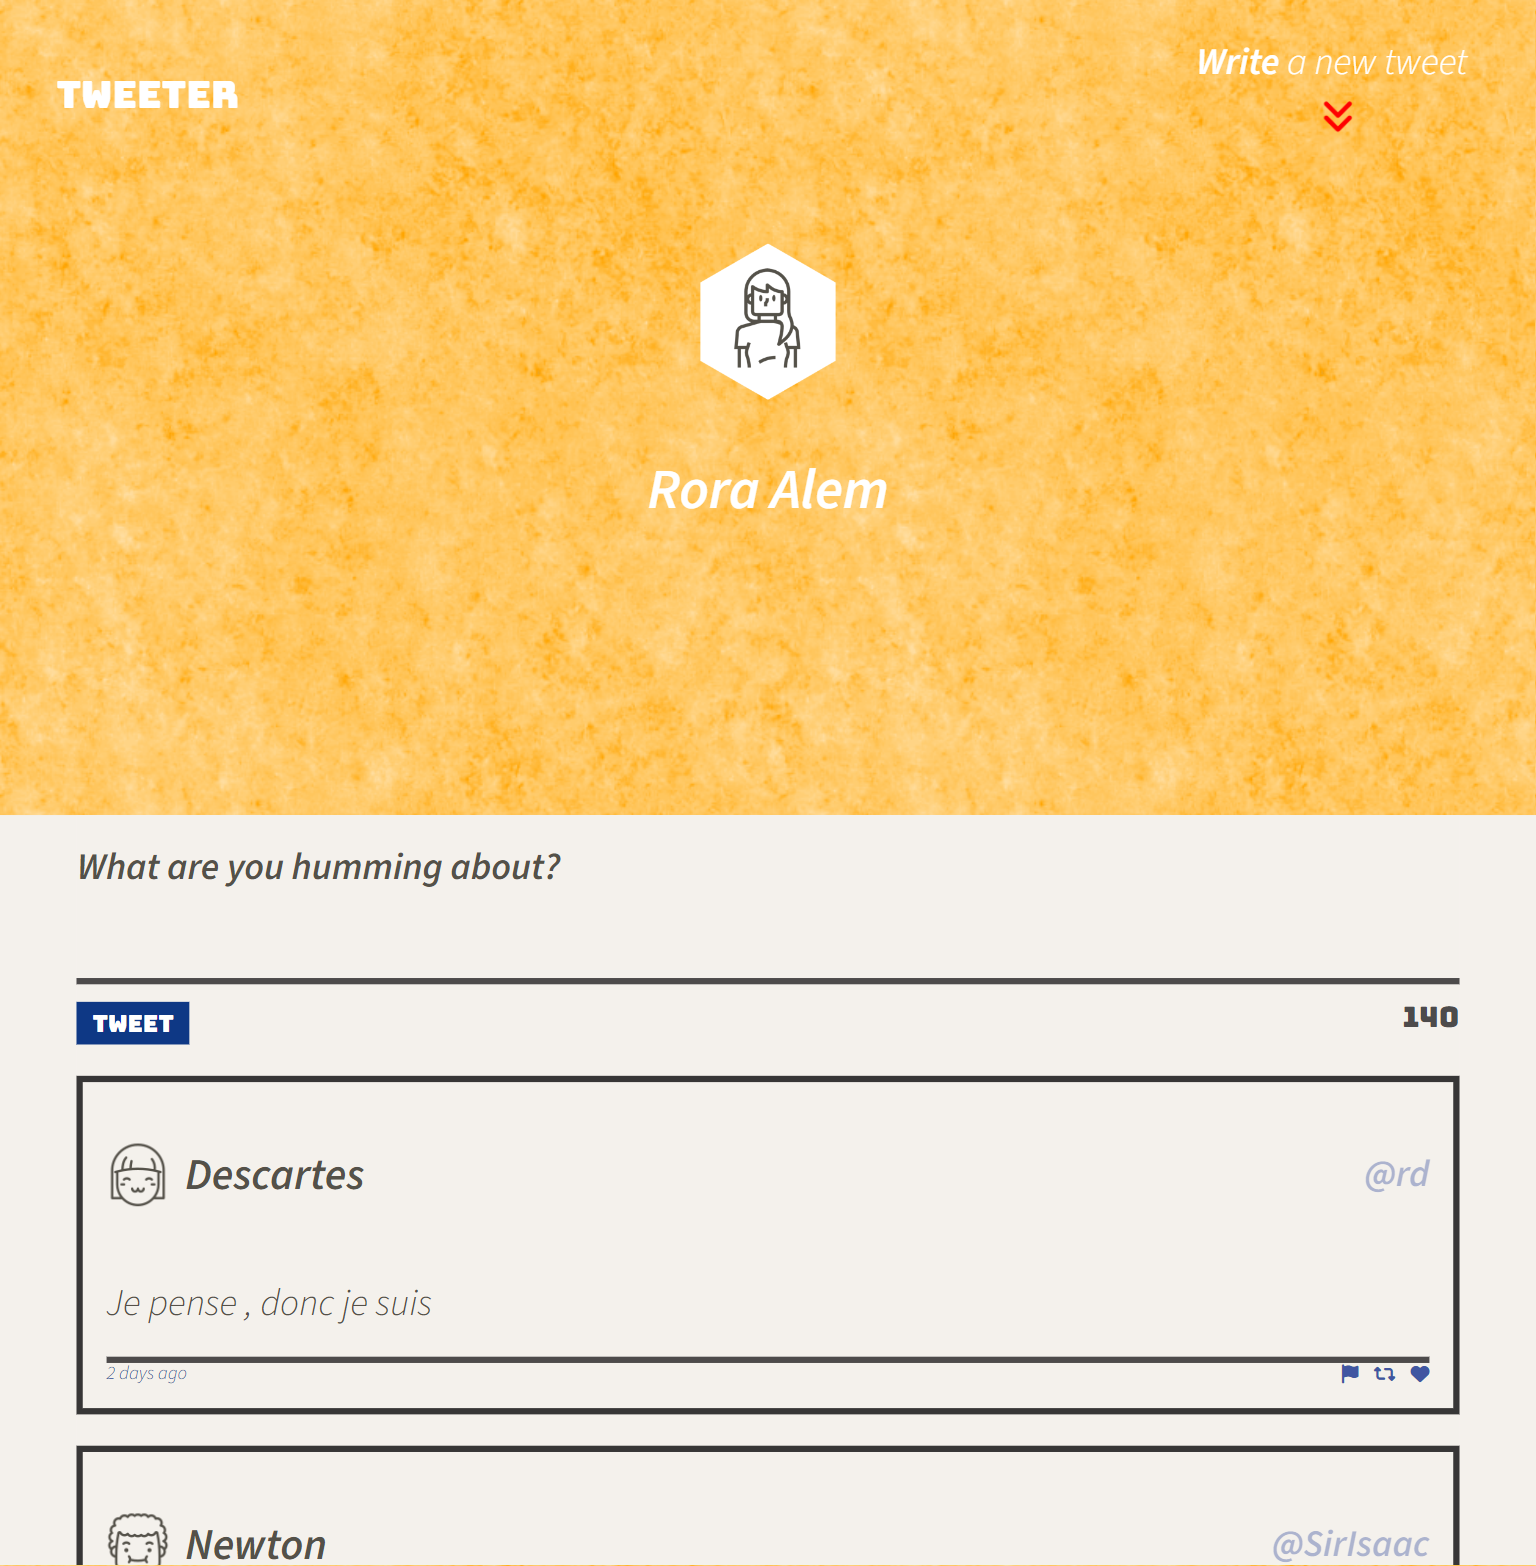 TWEETER
Write a new tweet
Rora Alem
What are you humming about?
TWEET
140
Descartes
@rd
Je pense , donc je suis
2 days ago
Newton
@SirIsaac